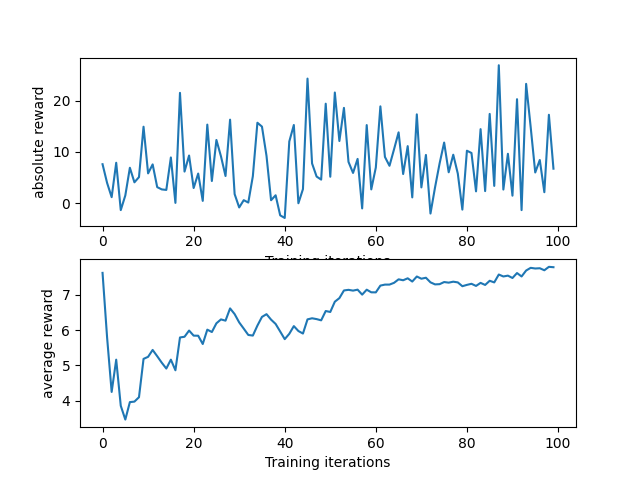 absolute reward
20
10
0
0 20 40 60 80 100
Training iterations
average reward
7
6
5
4
0 20 40 60 80 100
Training iterations